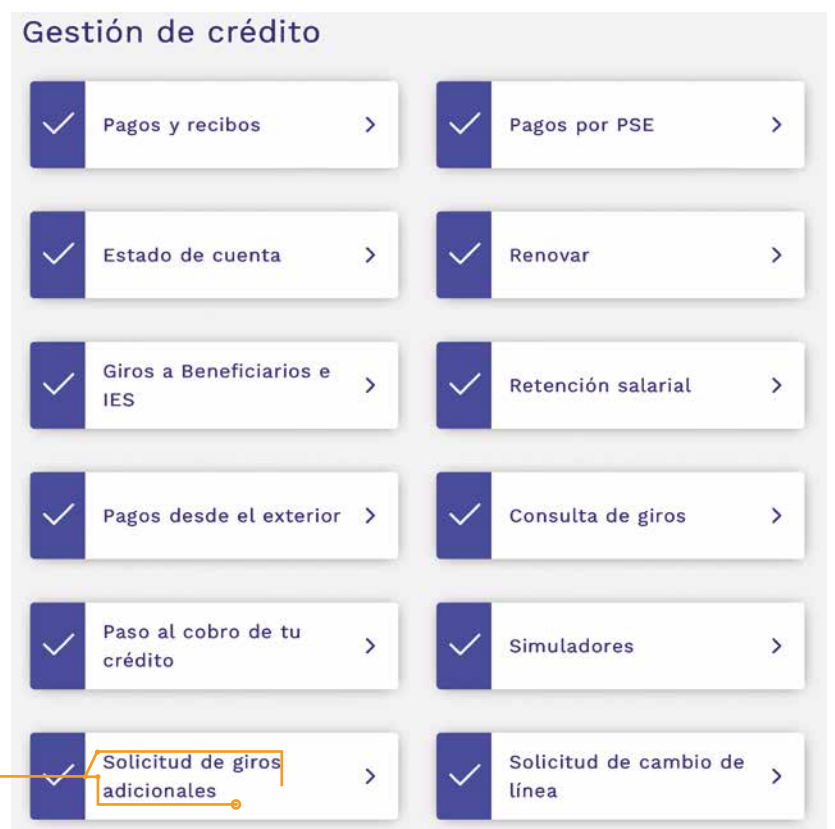 Gestión de crédito
Pagos y recibos
Pagos por PSE
Estado de cuenta
Renovar
Giros a Beneficiarios e
IES
Retención salarial
Pagos desde el exterior
Consulta de giros
Paso al cobro de tu
crédito
Simuladores
Solicitud de giros
adicionales
Solicitud de cambio de
línea